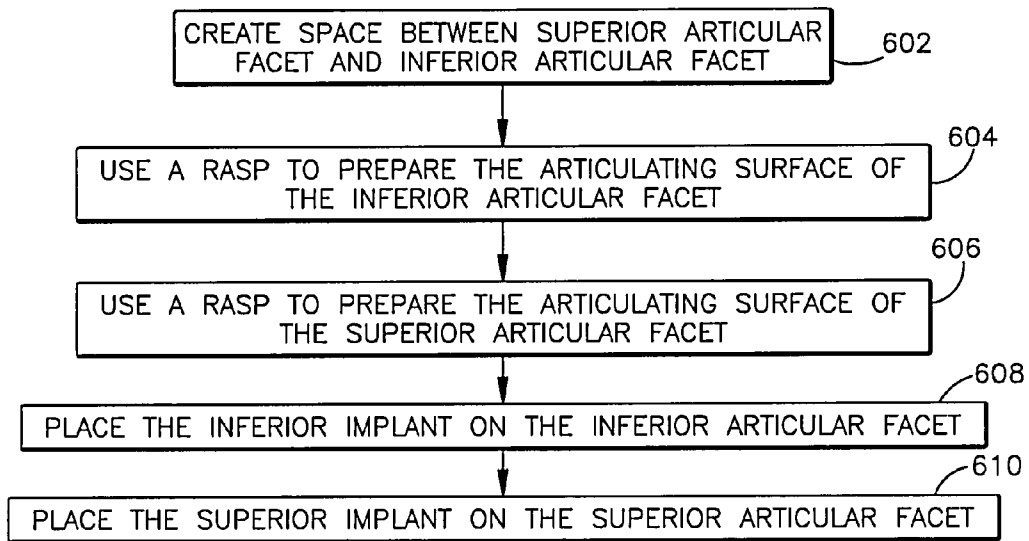 CREATE SPACE BETWEEN SUPERIOR ARTICULAR
FACET AND INFERIOR ARTICULAR FACET
602
USE A RASP TO PREPARE THE ARTICULATING SURFACE OF
THE INFERIOR ARTICULAR FACET
604
USE A RASP TO PREPARE THE ARTICULATING SURFACE OF
THE SUPERIOR ARTICULAR FACET
606
PLACE THE INFERIOR IMPLANT ON THE INFERIOR ARTICULAR FACET
608
PLACE THE SUPERIOR IMPLANT ON THE SUPERIOR ARTICULAR FACET
610